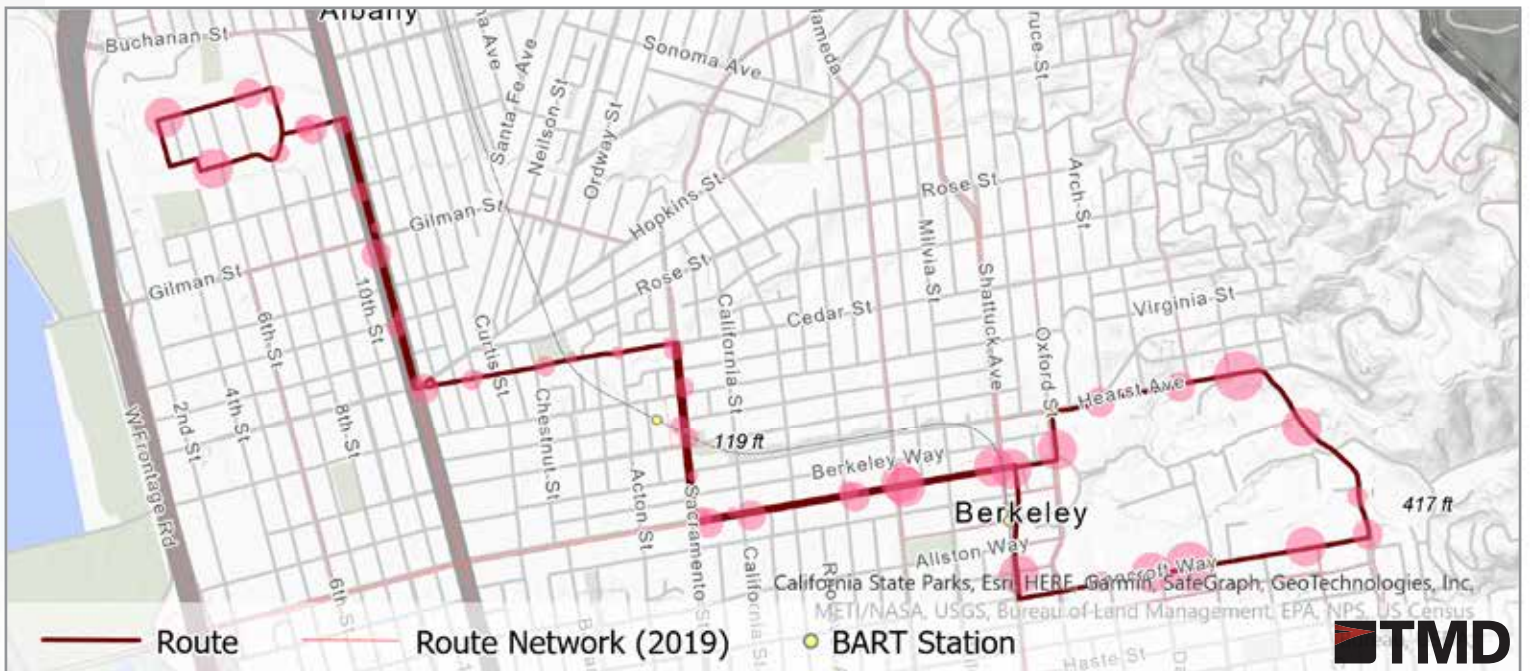 Albany
Buchanan St
Santa Fe Ave
Neilson St
Ordway St
Sonoma Ave
Hopkins St
Rose St
Arch St
Gilman St
Rose St
Milvia St
Gilman St
10th St
6th St
Curtis St
California St
Cedar St
Shattuck Ave
Virginia St
Oxford St
Hearst Ave
W Frontage Rd
2nd St
4th St
8th St
Chestnut St
119 ft
Berkeley Way
Acton St
Sacramento St
Berkeley
417 ft
Allston Way
California St
6th St
California State Parks, Esri, HERE, Garmin, SafeGraph, GeoTechnologies, Inc,
METI/NASA, USGS, Bureau of Land Management, EPA, NPS, US Census
Route
Route Network (2019)
BART Station
Haste St
TMD